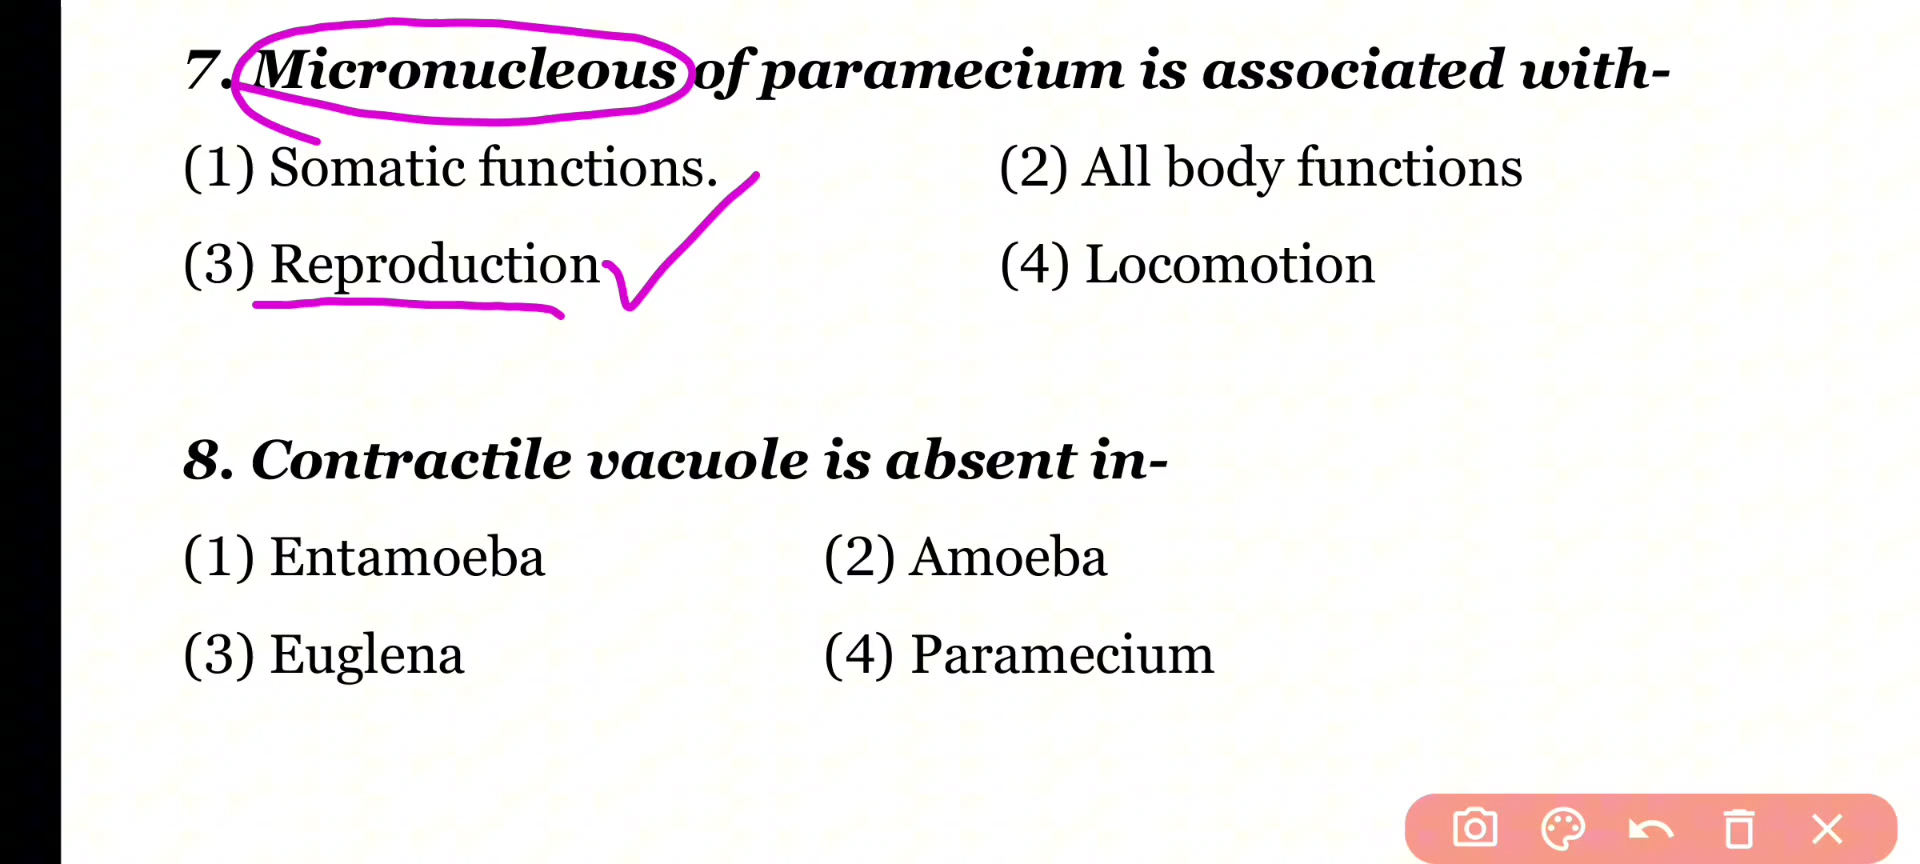 7. Micronucleous of paramecium is associated with-
(1) Somatic functions. (2) All body functions
(3) Reproduction (4) Locomotion
8. Contractile vacuole is absent in-
(1) Entamoeba (2) Amoeba
(3) Euglena (4) Paramecium